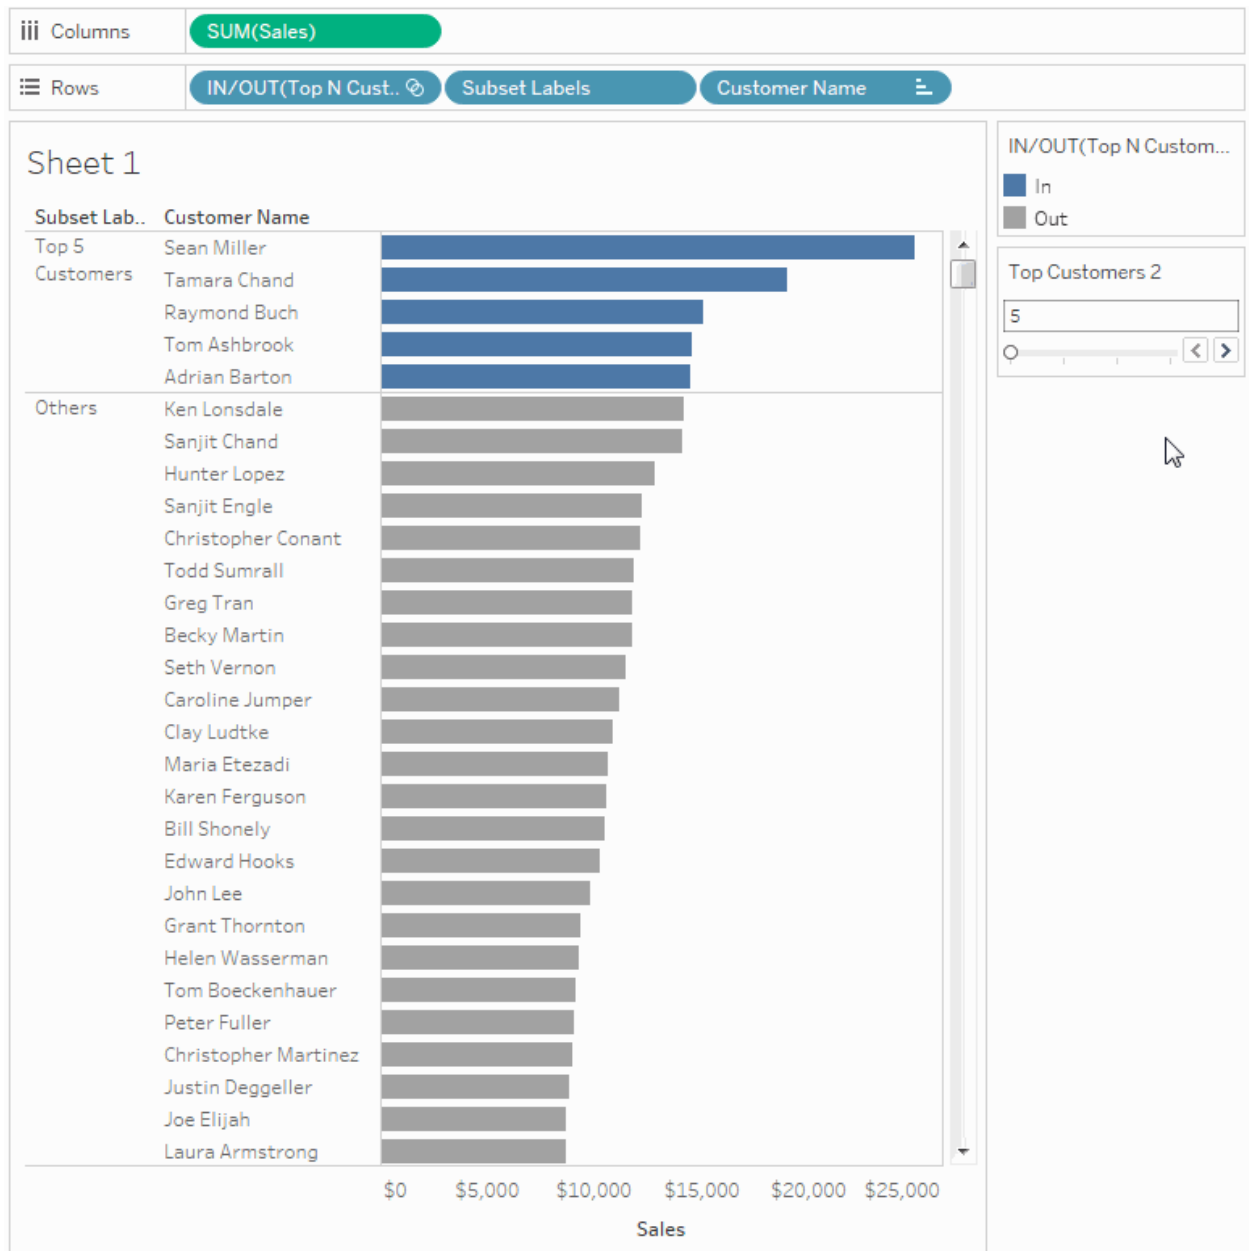 Columns SUM(Sales)
Rows IN/OUT(Top N Cust.. Subset Labels Customer Name
Sheet 1
Subset Lab.. Customer Name
Top 5 Customers
Sean Miller
Tamara Chand
Raymond Buch
Tom Ashbrook
Adrian Barton
Others
Ken Lonsdale
Sanjit Chand
Hunter Lopez
Sanjit Engle
Christopher Conant
Todd Sumrall
Greg Tran
Becky Martin
Seth Vernon
Caroline Jumper
Clay Ludtke
Maria Etezadi
Karen Ferguson
Bill Shonely
Edward Hooks
John Lee
Grant Thornton
Helen Wasserman
Tom Boeckenhauer
Peter Fuller
Christopher Martinez
Justin Deggeller
Joe Elijah
Laura Armstrong
$0 $5,000 $10,000 $15,000 $20,000 $25,000
Sales
IN/OUT(Top N Custom...
In
Out
Top Customers 2
5